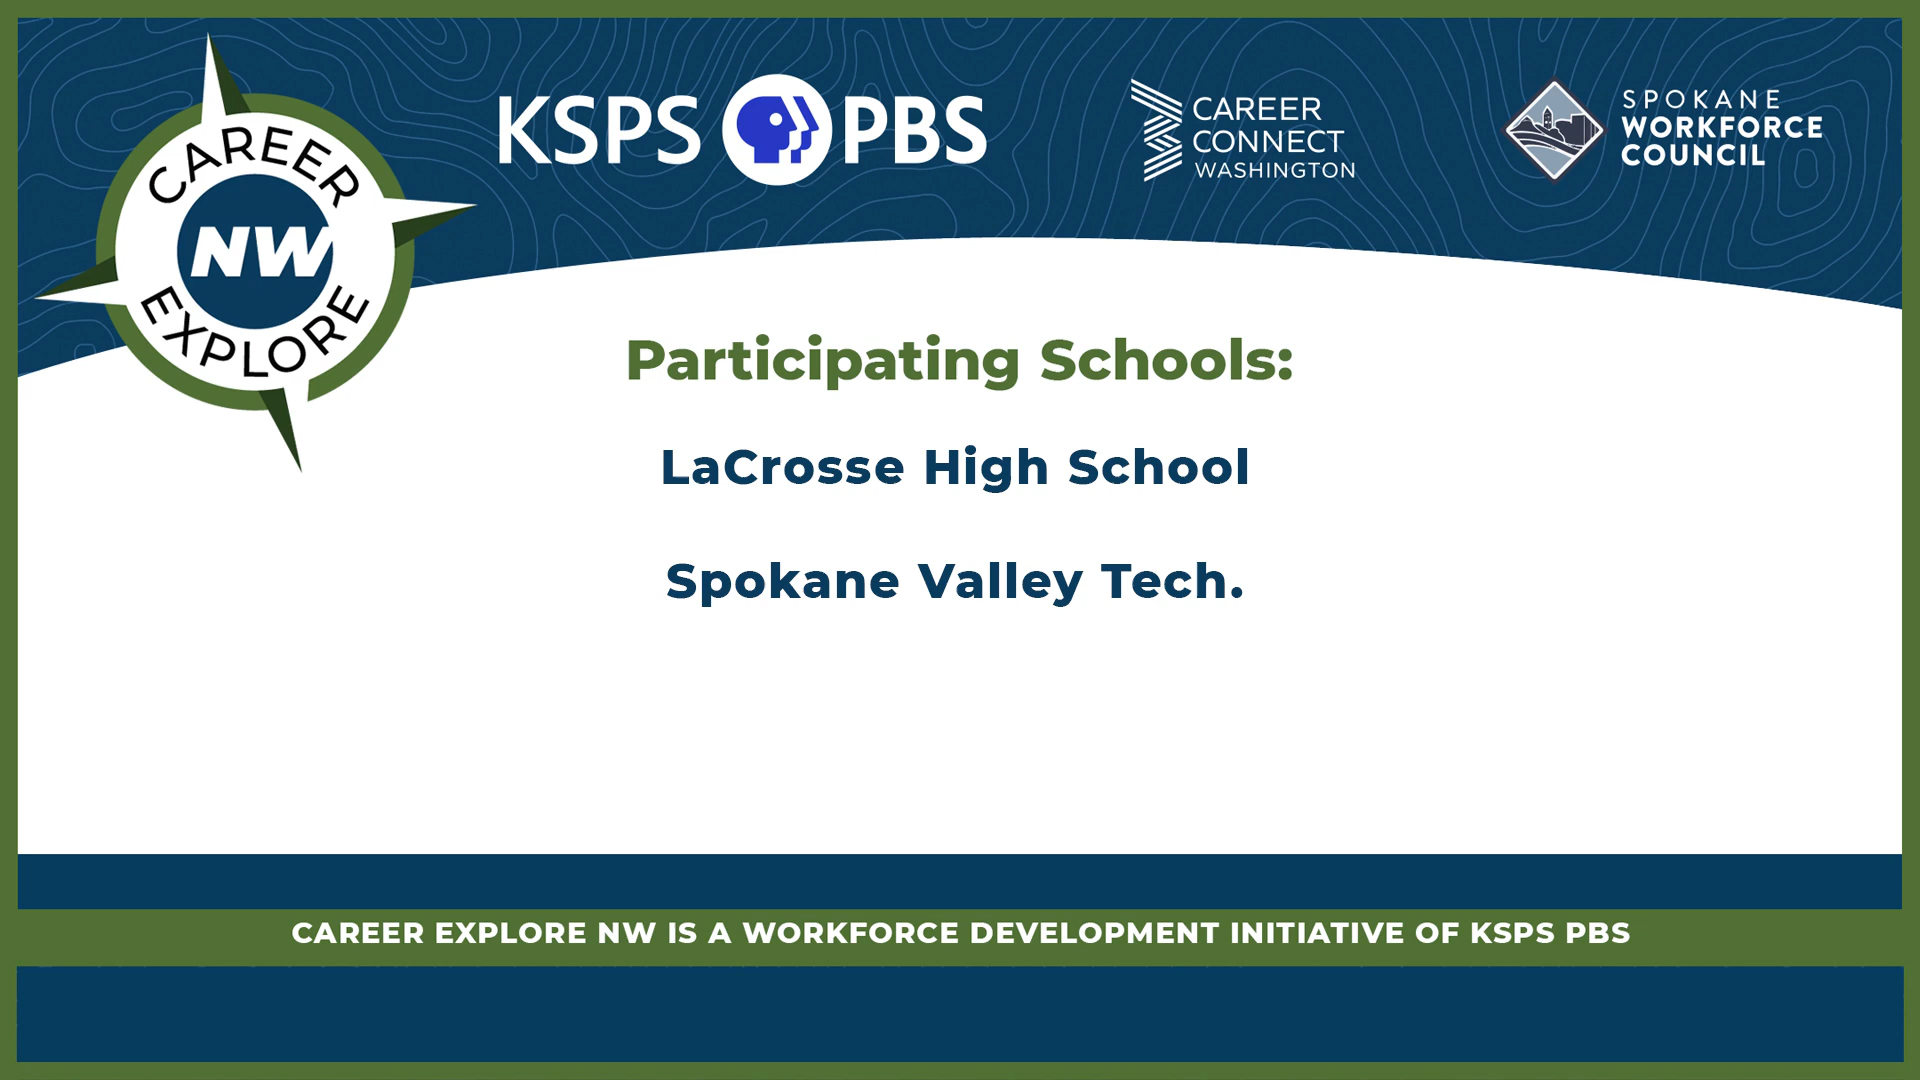 CAREER
NW
EXPLORE
KSPS PBS
CAREER
CONNECT
WASHINGTON
SPOKANE
WORKFORCE
COUNCIL
Participating Schools:
LaCrosse High School
Spokane Valley Tech.
CAREER EXPLORE NW IS A WORKFORCE DEVELOPMENT INITIATIVE OF KSPS PBS